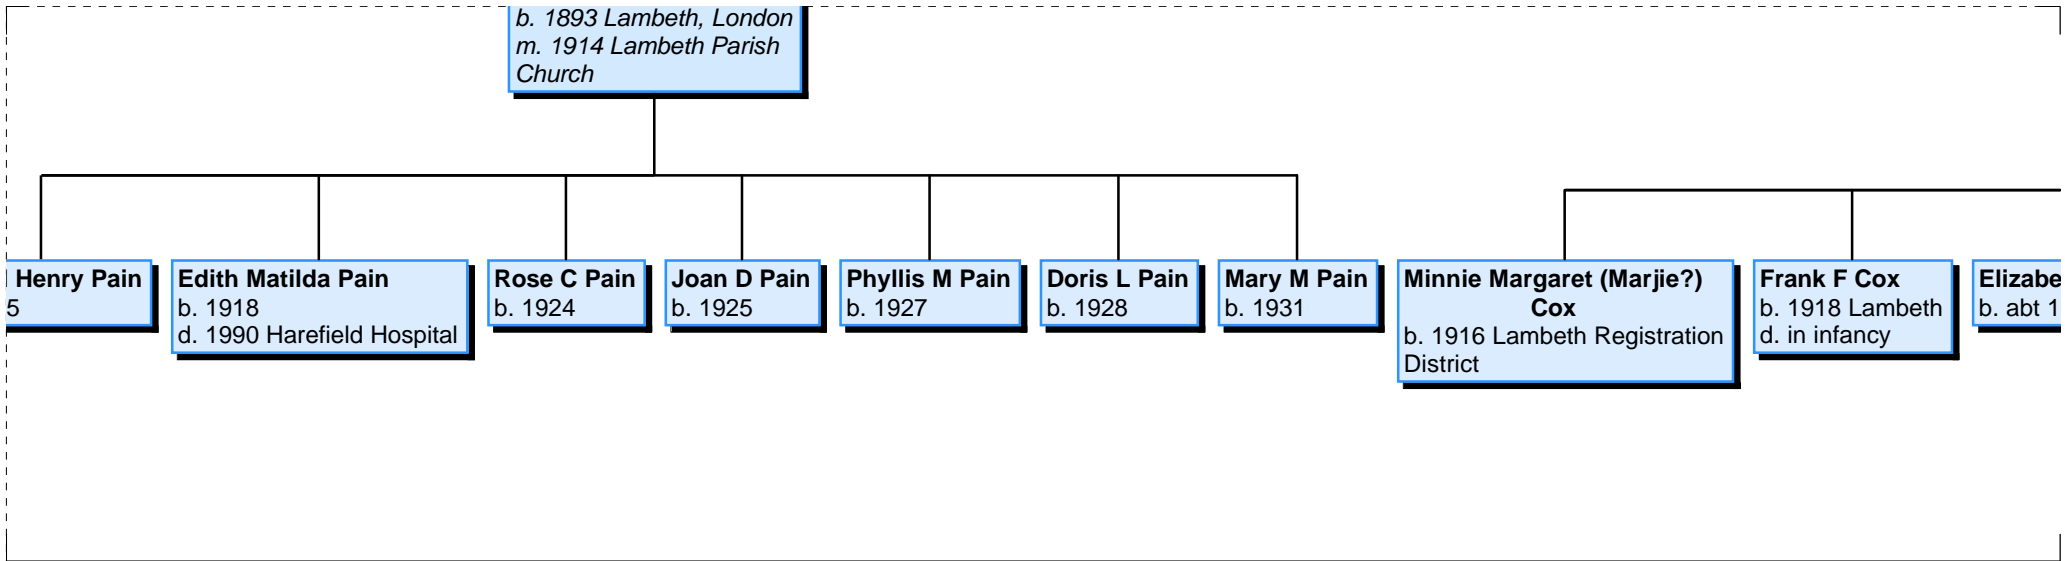 b. 1893 Lambeth, London
m. 1914 Lambeth Parish
Church
Henry Pain
5
Edith Matilda Pain
b. 1918
d. 1990 Harefield Hospital
Rose C Pain
b. 1924
Joan D Pain
b. 1925
Phyllis M Pain
b. 1927
Doris L Pain
b. 1928
Mary M Pain
b. 1931
Minnie Margaret (Marjie?)
Cox
b. 1916 Lambeth Registration
District
Frank F Cox
b. 1918 Lambeth
d. in infancy
Elizabe
b. abt 1